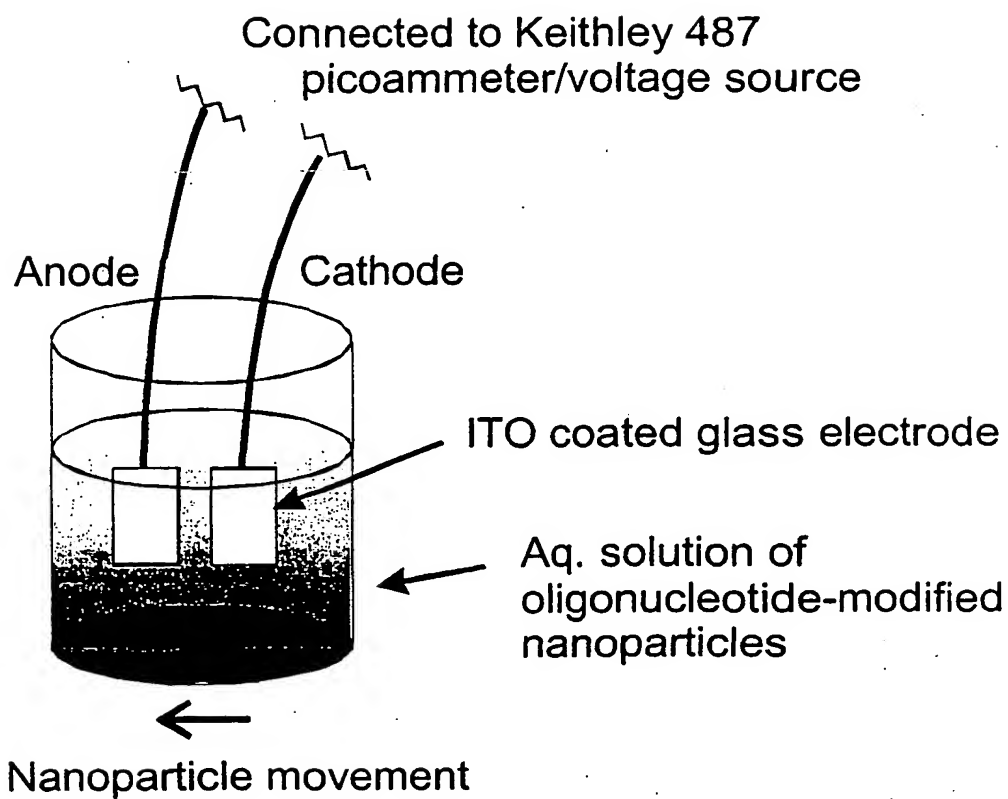 Connected to Keithley 487
picoammeter/voltage source
Anode
Cathode
ITO coated glass electrode
Aq. solution of
oligonucleotide-modified
nanoparticles
Nanoparticle movement